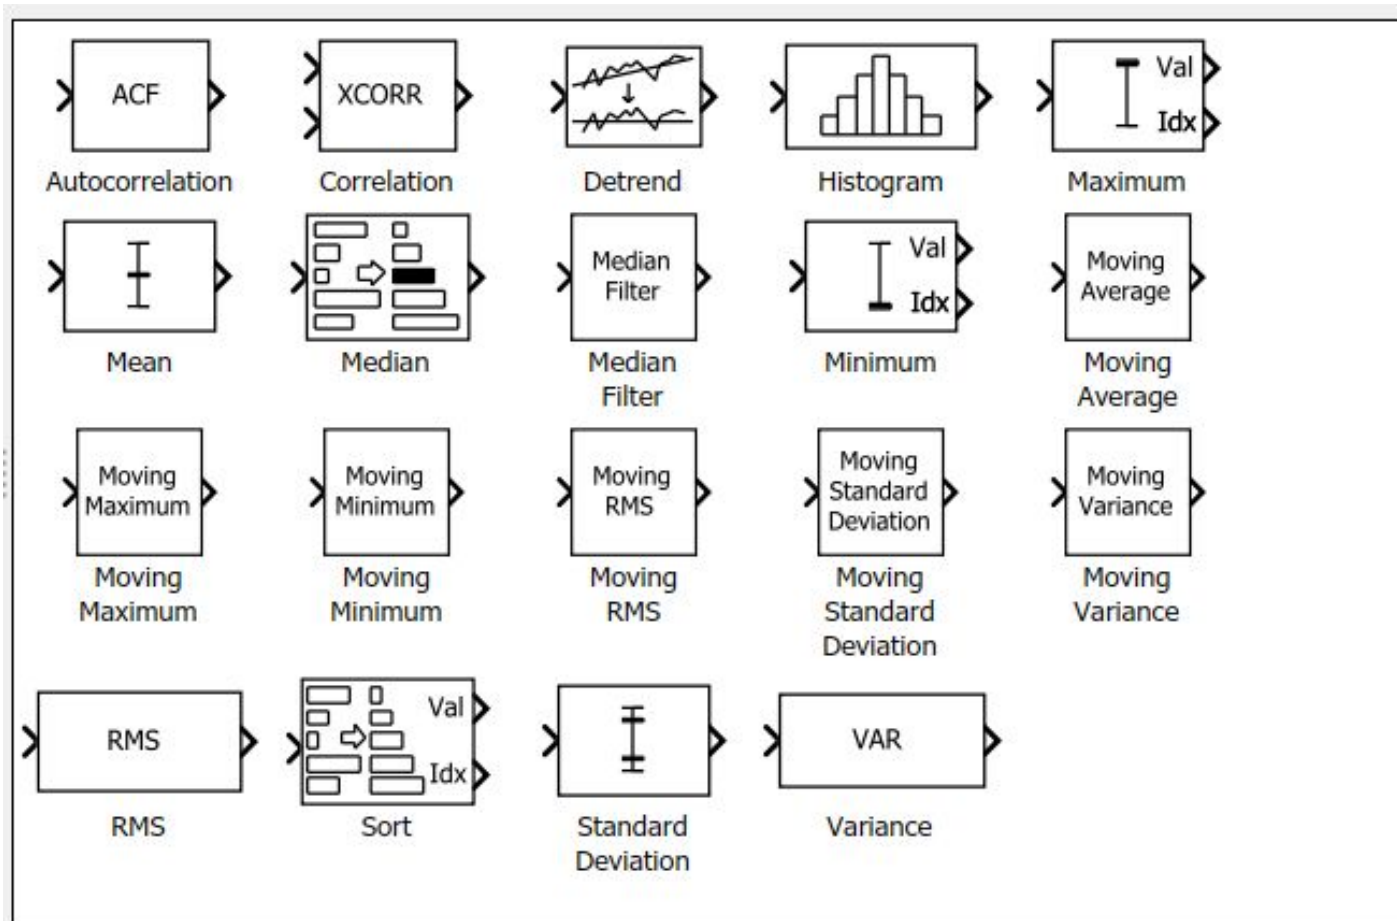 ACF
XCORR
Val
Idx
Autocorrelation
Correlation
Detrend
Histogram
Maximum
Median
Filter
Val
Idx
Moving
Average
Mean
Median
Median
Filter
Minimum
Moving
Average
Moving
Maximum
Moving
Minimum
Moving
RMS
Moving
Standard
Deviation
Moving
Variance
Moving
Maximum
Moving
Minimum
Moving
RMS
Moving
Standard
Deviation
Moving
Variance
RMS
Val
Idx
VAR
RMS
Sort
Standard
Deviation
Variance